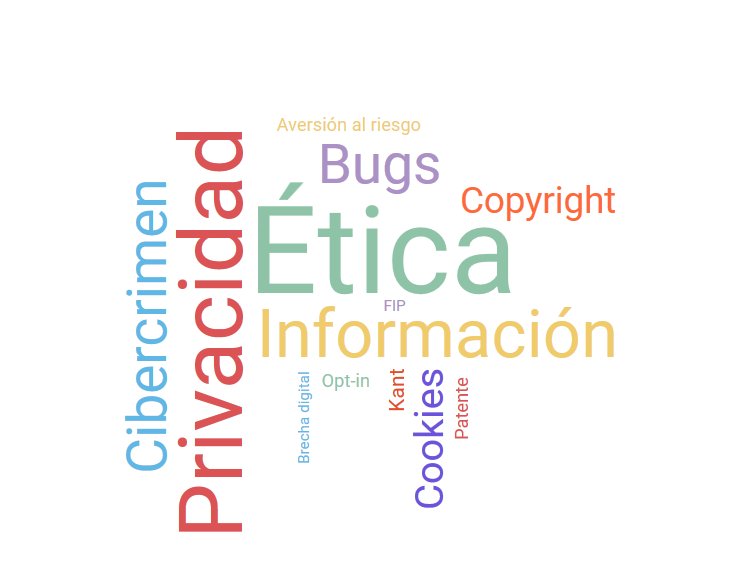 Aversión al riesgo
Bugs
Copyright
Cibercrimen
Privacidad
Ética
FIP
Información
Opt-in
Brecha digital
Kant
Cookies
Patente